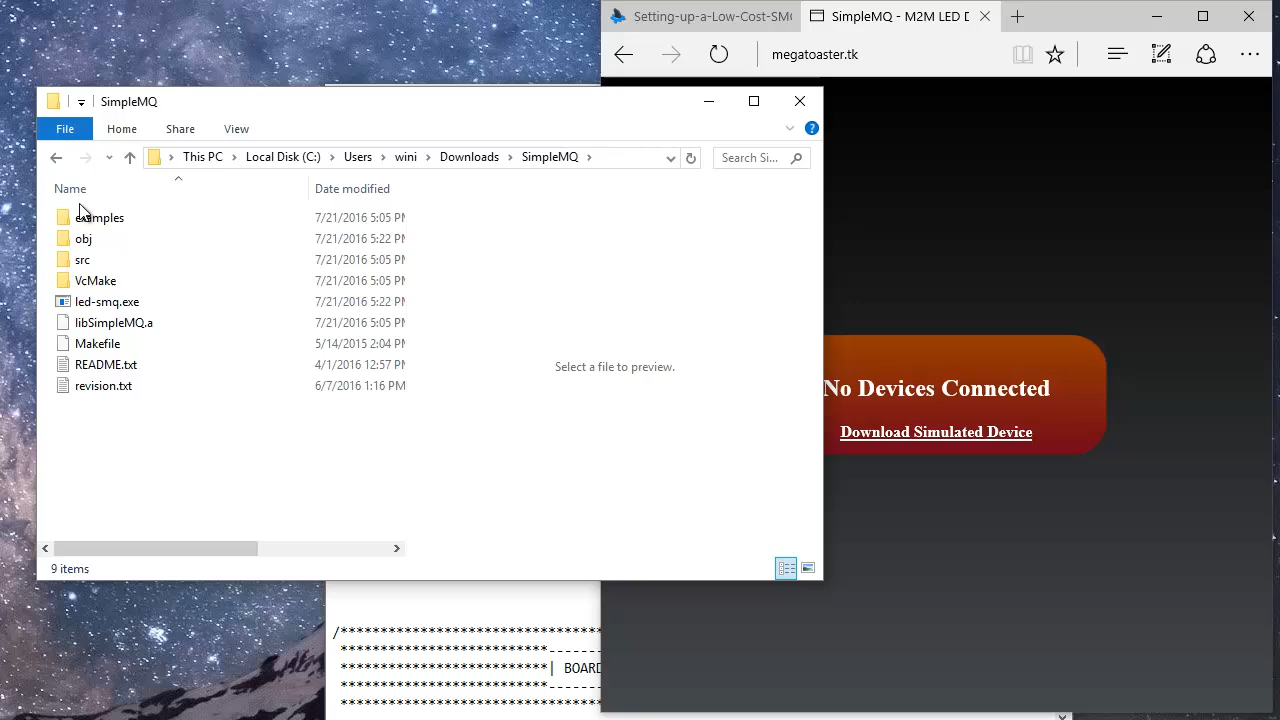 Setting-up-a-Low-Cost-SM
SimpleMQ - M2M LED D
megatoaster.tk
SimpleMQ
File Home Share View
This PC Local Disk (C:) Users wini Downloads SimpleMQ
Search Si...
Name Date modified
examples 7/21/2016 5:05 PM
obj 7/21/2016 5:22 PM
src 7/21/2016 5:05 PM
VcMake 7/21/2016 5:05 PM
led-smq.exe 7/21/2016 5:22 PM
libSimpleMQ.a 7/21/2016 5:05 PM
Makefile 5/14/2015 2:04 PM
README.txt 4/1/2016 12:57 PM
revision.txt 6/7/2016 1:16 PM
Select a file to preview.
9 items
No Devices Connected
Download Simulated Device
/*********************************
**************************-------
**************************| BOARD
**************************-------
*********************************